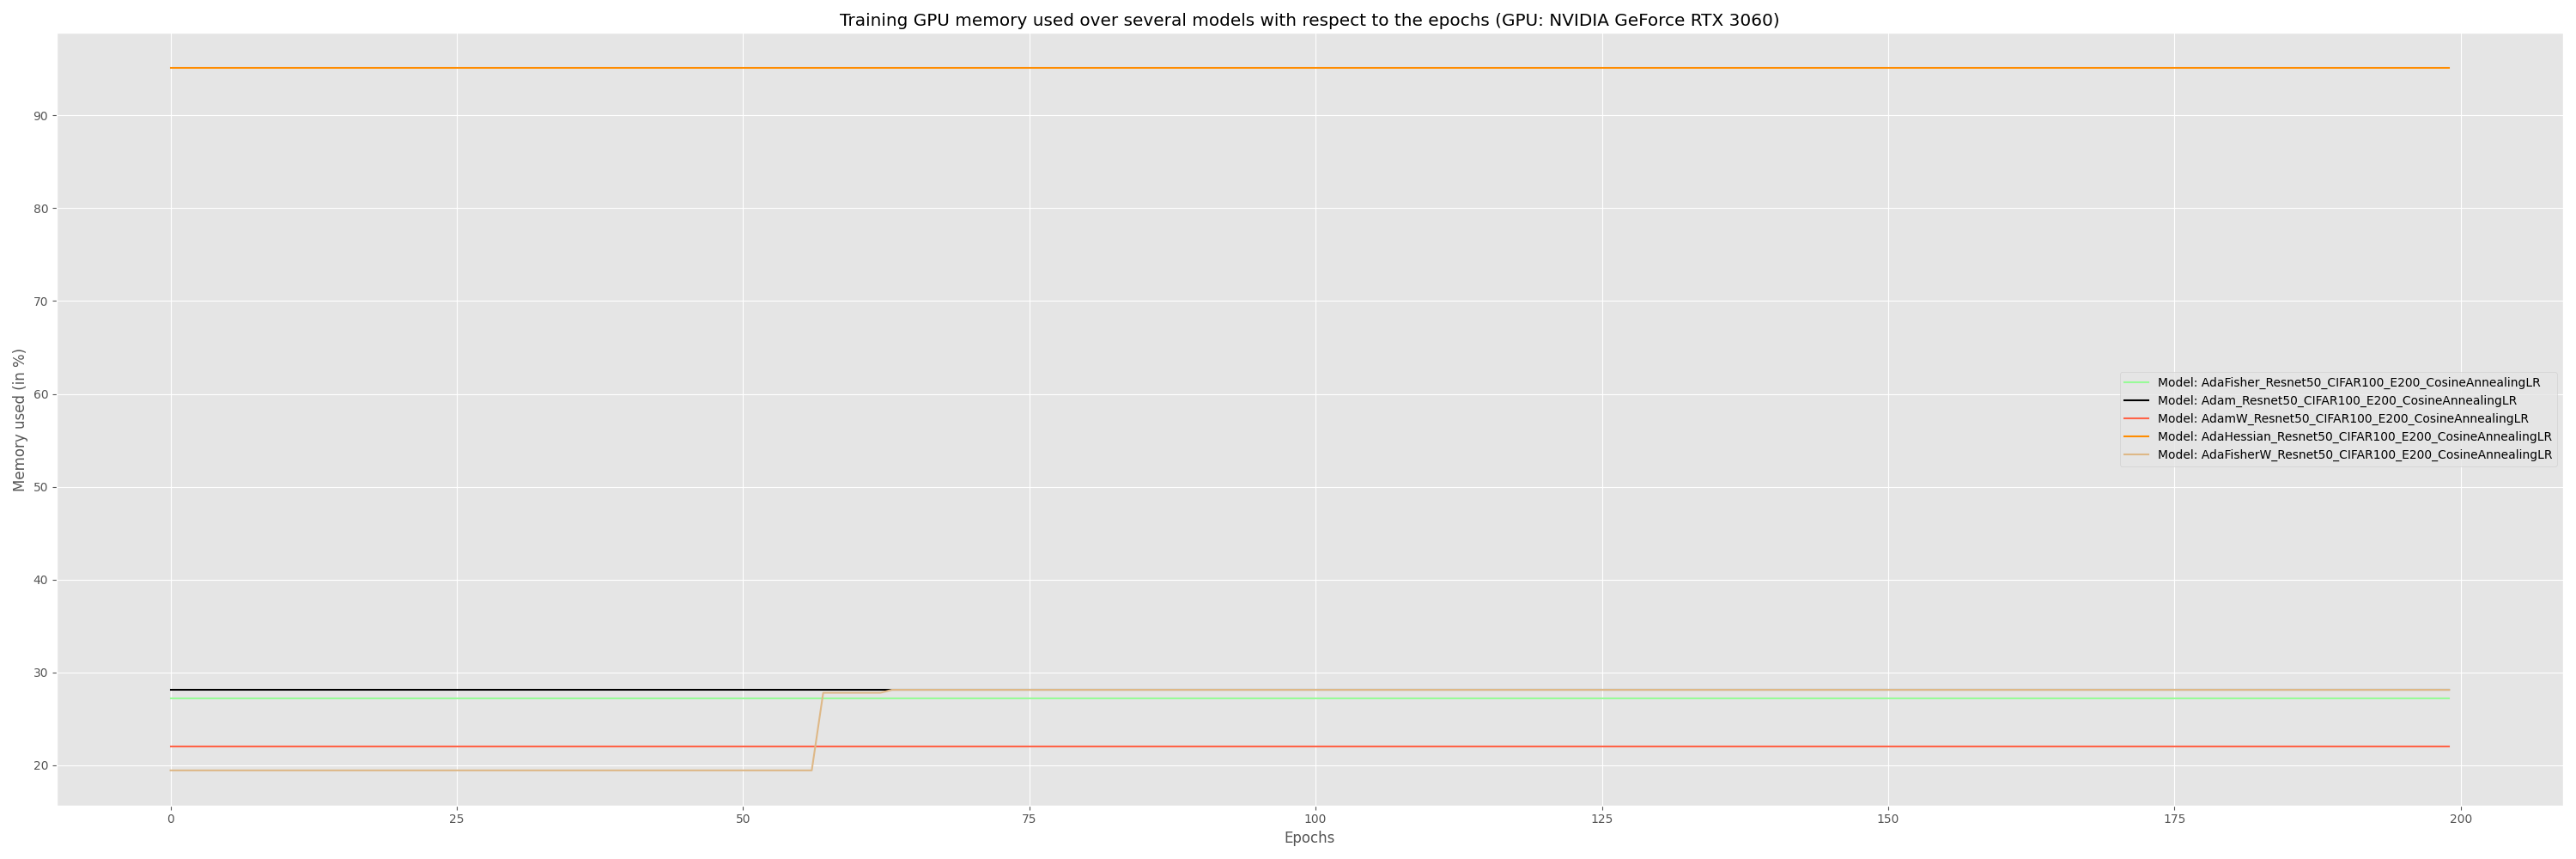 Training GPU memory used over several models with respect to the epochs (GPU: NVIDIA GeForce RTX 3060)
Memory used (in %)
90
80
70
60
50
40
30
20
Model: AdaFisher_Resnet50_CIFAR100_E200_CosineAnnealingLR
Model: Adam_Resnet50_CIFAR100_E200_CosineAnnealingLR
Model: AdamW_Resnet50_CIFAR100_E200_CosineAnnealingLR
Model: AdaHessian_Resnet50_CIFAR100_E200_CosineAnnealingLR
Model: AdaFisherW_Resnet50_CIFAR100_E200_CosineAnnealingLR
0 25 50 75 100 125 150 175 200
Epochs